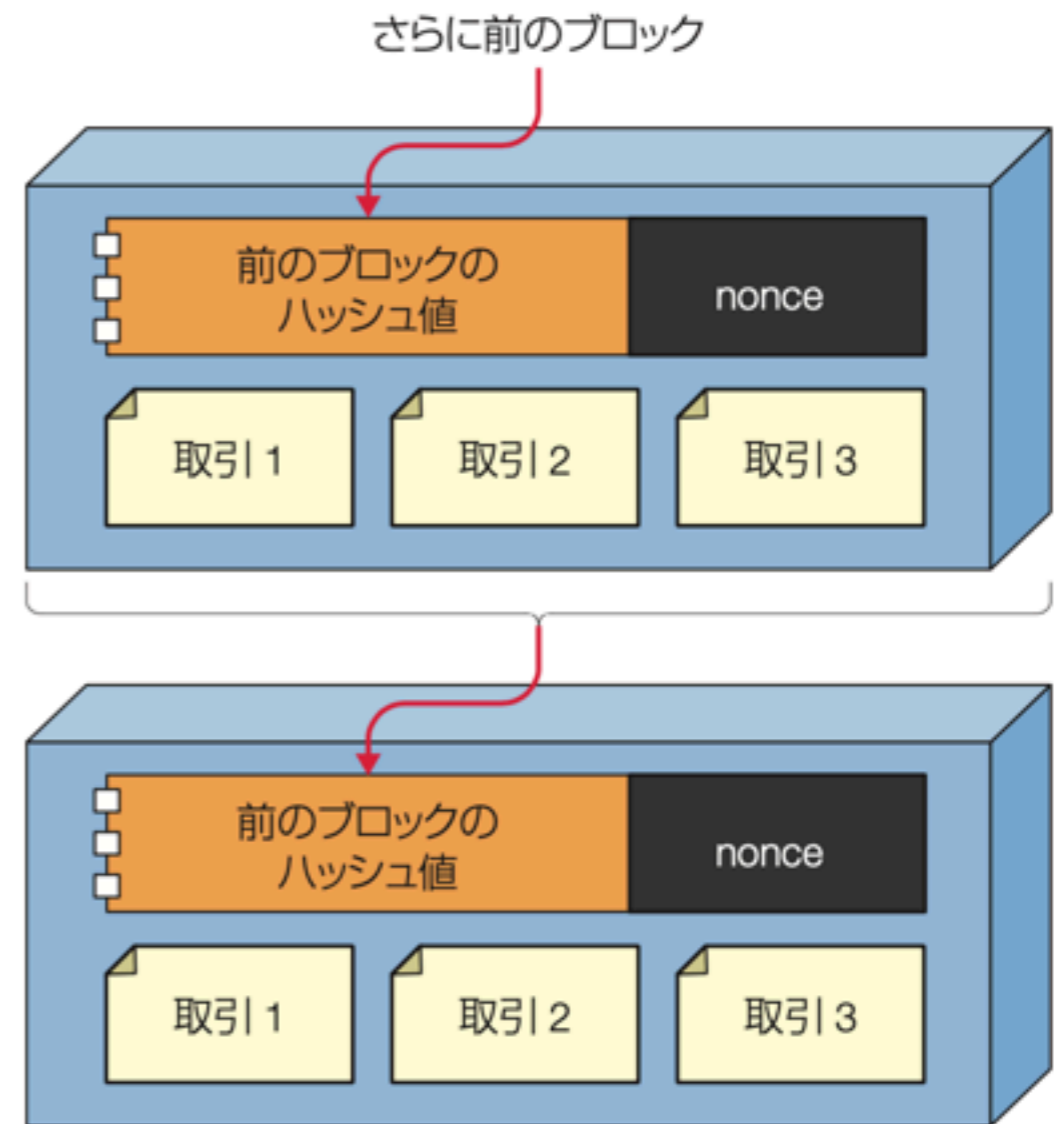 さらに前のブロック
前のブロックの
ハッシュ値
nonce
取引 1
取引 2
取引 3
前のブロックの
ハッシュ値
nonce
取引 1
取引 2
取引 3